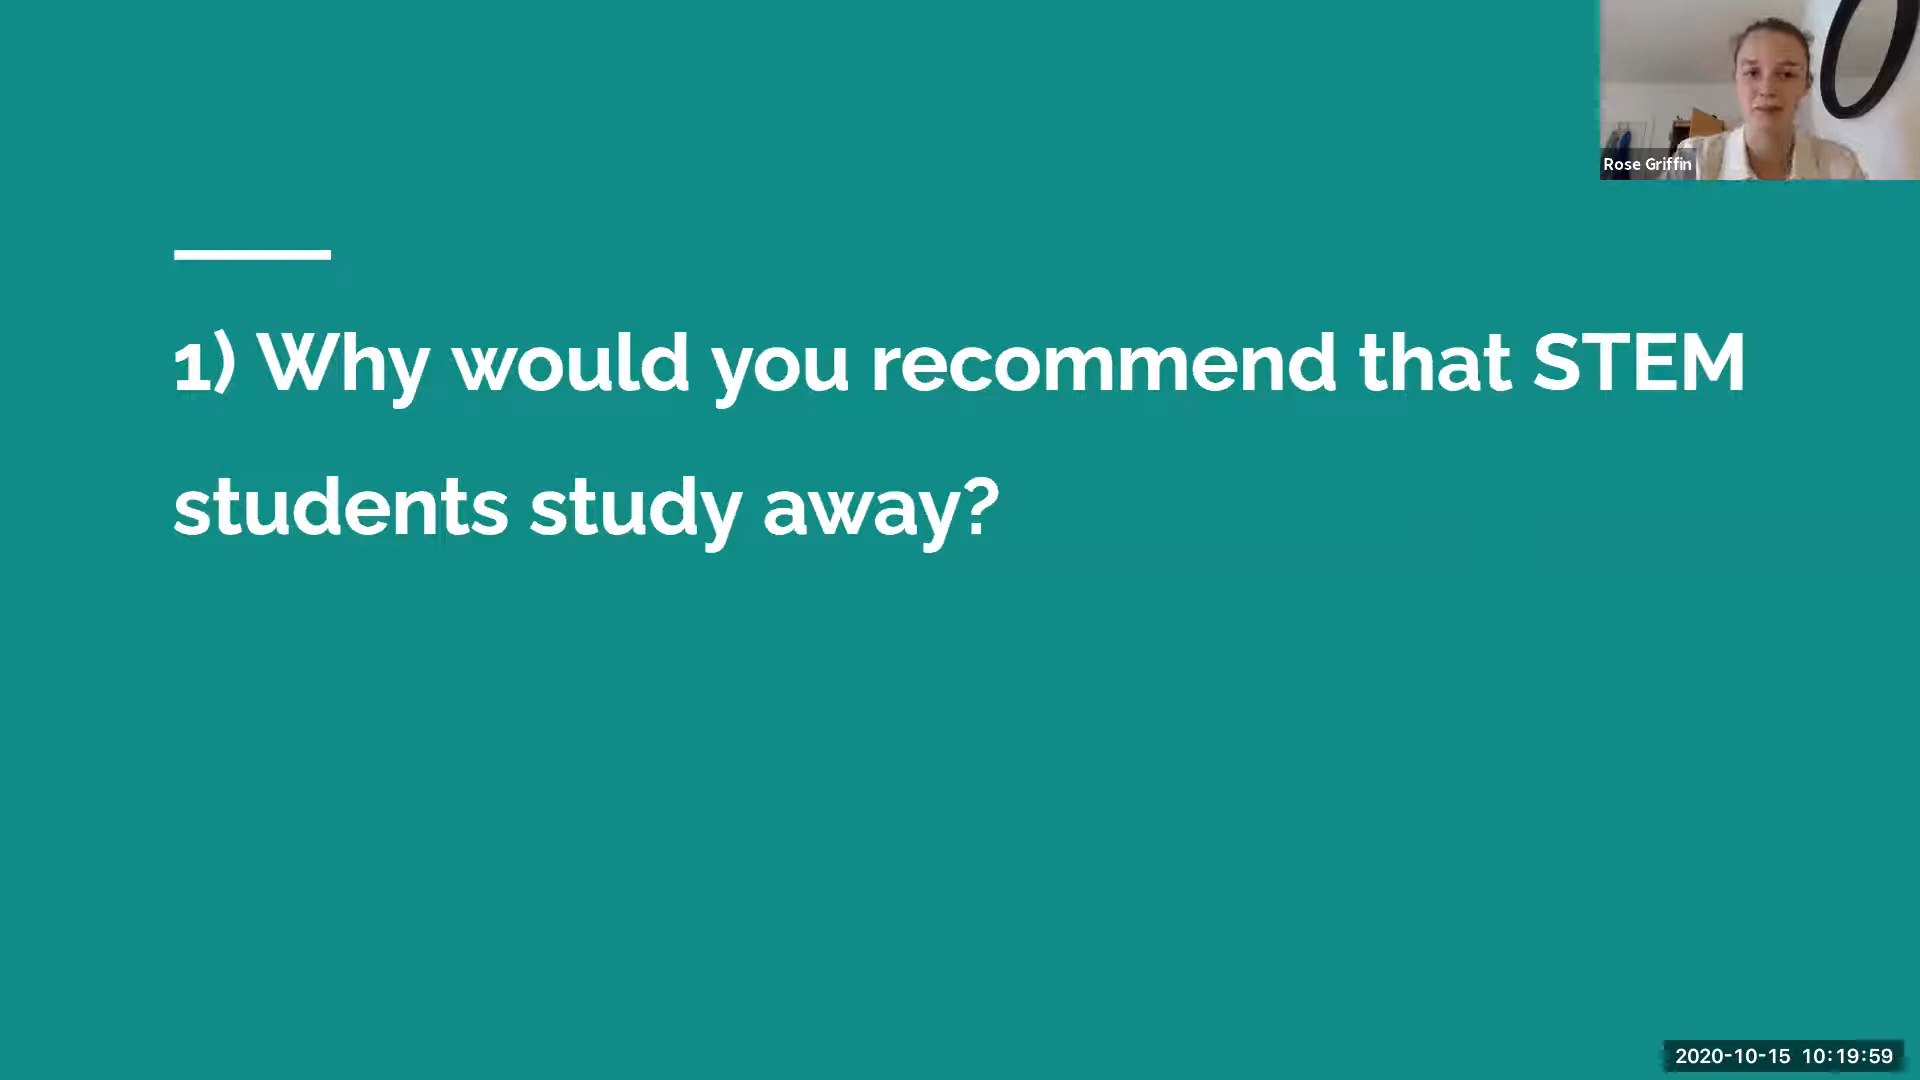 Rose Griffin
1) Why would you recommend that STEM
students study away?
2020-10-15 10:19:59